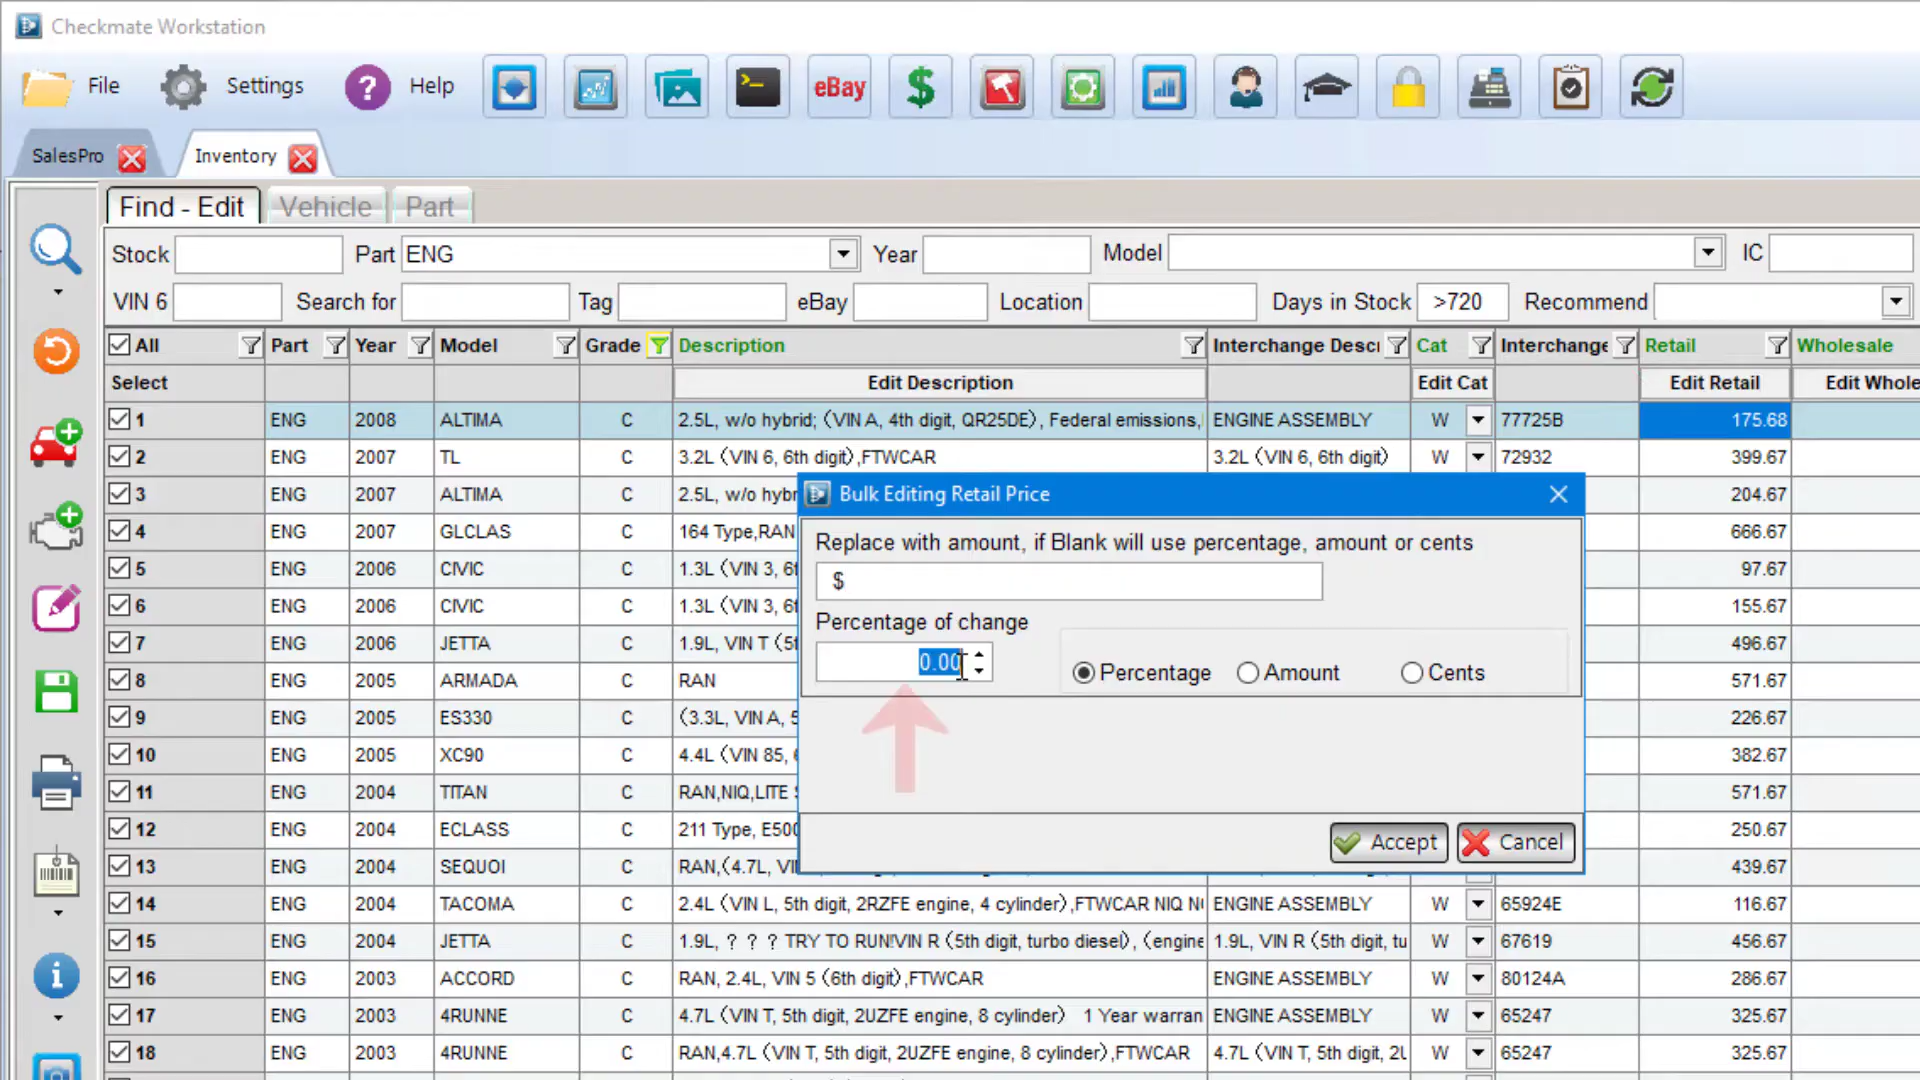 Checkmate Workstation
File Settings Help eBay
SalesPro Inventory
Find - Edit Vehicle Part
Stock Part ENG Year Model IC
VIN 6 Search for Tag eBay Location Days in Stock >720 Recommend
All Part Year Model Grade Description Interchange Descri Cat Interchange Retail Wholesale
Select Edit Description Edit Cat Edit Retail Edit Whole
1 ENG 2008 ALTIMA C 2.5L, w/o hybrid; (VIN A, 4th digit, QR25DE), Federal emissions, ENGINE ASSEMBLY W 77725B 175.68
2 ENG 2007 TL C 3.2L (VIN 6, 6th digit),FTWCAR 3.2L (VIN 6, 6th digit) W 72932 399.67
3 ENG 2007 ALTIMA C 2.5L, w/o hybr 204.67
4 ENG 2007 GLCLAS C 164 Type,RAN 666.67
5 ENG 2006 CIVIC C 1.3L (VIN 3, 6t 97.67
6 ENG 2006 CIVIC C 1.3L (VIN 3, 6t 155.67
7 ENG 2006 JETTA C 1.9L, VIN T (5t 496.67
8 ENG 2005 ARMADA C RAN 571.67
9 ENG 2005 ES330 C (3.3L, VIN A, 5 226.67
10 ENG 2005 XC90 C 4.4L (VIN 85, 6 382.67
11 ENG 2004 TITAN C RAN,NIQ,LITE S 571.67
12 ENG 2004 ECLASS C 211 Type, E500 250.67
13 ENG 2004 SEQUOI C RAN,(4.7L, VI 439.67
14 ENG 2004 TACOMA C 2.4L (VIN L, 5th digit, 2RZFE engine, 4 cylinder),FTWCAR NIQ N ENGINE ASSEMBLY W 65924E 116.67
15 ENG 2004 JETTA C 1.9L, ? ? ? TRY TO RUN!VIN R (5th digit, turbo diesel), (engine 1.9L, VIN R (5th digit, tu W 67619 456.67
16 ENG 2003 ACCORD C RAN, 2.4L, VIN 5 (6th digit),FTWCAR ENGINE ASSEMBLY W 80124A 286.67
17 ENG 2003 4RUNNE C 4.7L (VIN T, 5th digit, 2UZFE engine, 8 cylinder) 1 Year warran ENGINE ASSEMBLY W 65247 325.67
18 ENG 2003 4RUNNE C RAN,4.7L (VIN T, 5th digit, 2UZFE engine, 8 cylinder),FTWCAR 4.7L (VIN T, 5th digit, 2U W 65247 325.67
Bulk Editing Retail Price
Replace with amount, if Blank will use percentage, amount or cents
$
Percentage of change
0.00 Percentage Amount Cents
Accept Cancel